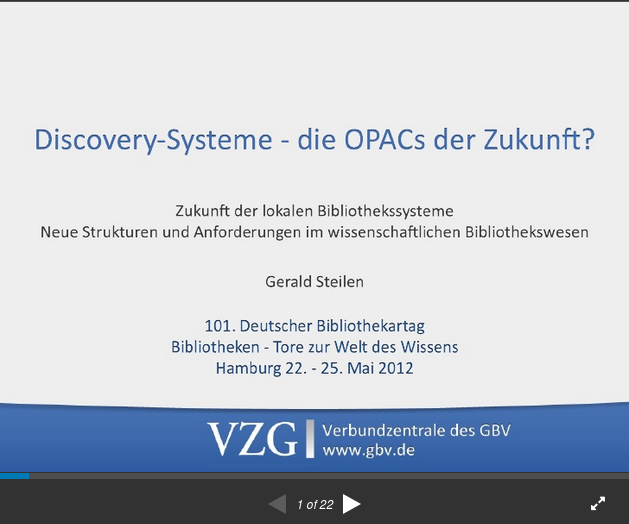 Discovery-Systeme - die OPACs der Zukunft?
Zukunft der lokalen Bibliothekssysteme
Neue Strukturen und Anforderungen im wissenschaftlichen Bibliothekswesen
Gerald Steilen
101. Deutscher Bibliothekartag
Bibliotheken - Tore zur Welt des Wissens
Hamburg 22. - 25. Mai 2012
VZG
Verbundzentrale des GBV
www.gbv.de
1 of 22